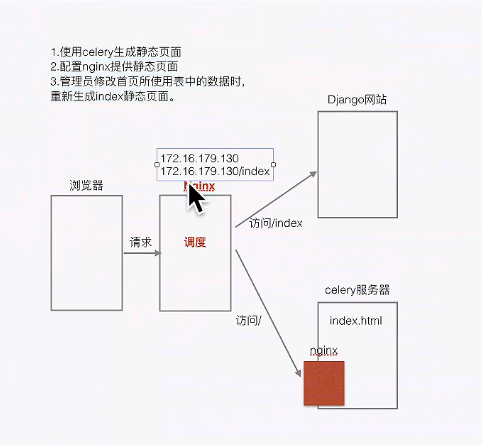 1.使用celery生成静态页面
2.配置nginx提供静态页面
3.管理员修改首页所使用表中的数据时,
重新生成index静态页面。
Django网站
172.16.179.130
172.16.179.130/index
浏览器
Nginx
访问/index
请求
调度
celery服务器
访问/
index.html
nginx